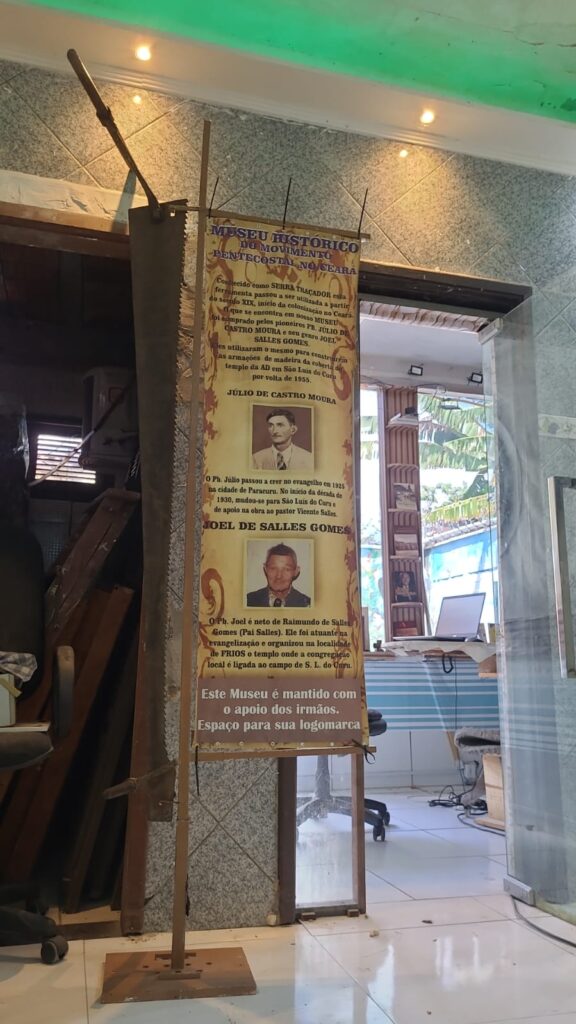 MUSEU HISTÓRICO
DO MOVIMENTO
PENTECOSTAL NO CEARÁ
Conhecido como SERRA TRAÇADOR esta
ferramenta passou a ser utilizada a partir
do século XIX, início da colonização no Ceará.
O que se encontra em nosso MUSEU,
foi comprado pelos pioneiros PB. JÚLIO DE
CASTRO MOURA e seu genro JOEL
SALLES GOMES.
Eles utilizaram o mesmo para construírem
as armações de madeira da coberta do
templo da AD em São Luis do Curu
por volta de 1955.
JÚLIO DE CASTRO MOURA
O Pb. Júlio passou a crer no evangelho em 1925
na cidade de Paracuru. No início da década de
1930, mudou-se para São Luis do Curu e
de apoio na obra ao pastor Vicente Salles.
JOEL DE SALLES GOMES
O Pb. Joel é neto de Raimundo de Salles
Gomes (Pai Salles). Ele foi atuante na
evangelização e organizou na localidade
de FRIOS o templo onde a congregação
local é ligada ao campo de S. L. do Curu.
Este Museu é mantido com
o apoio dos irmãos.
Espaço para sua logomarca